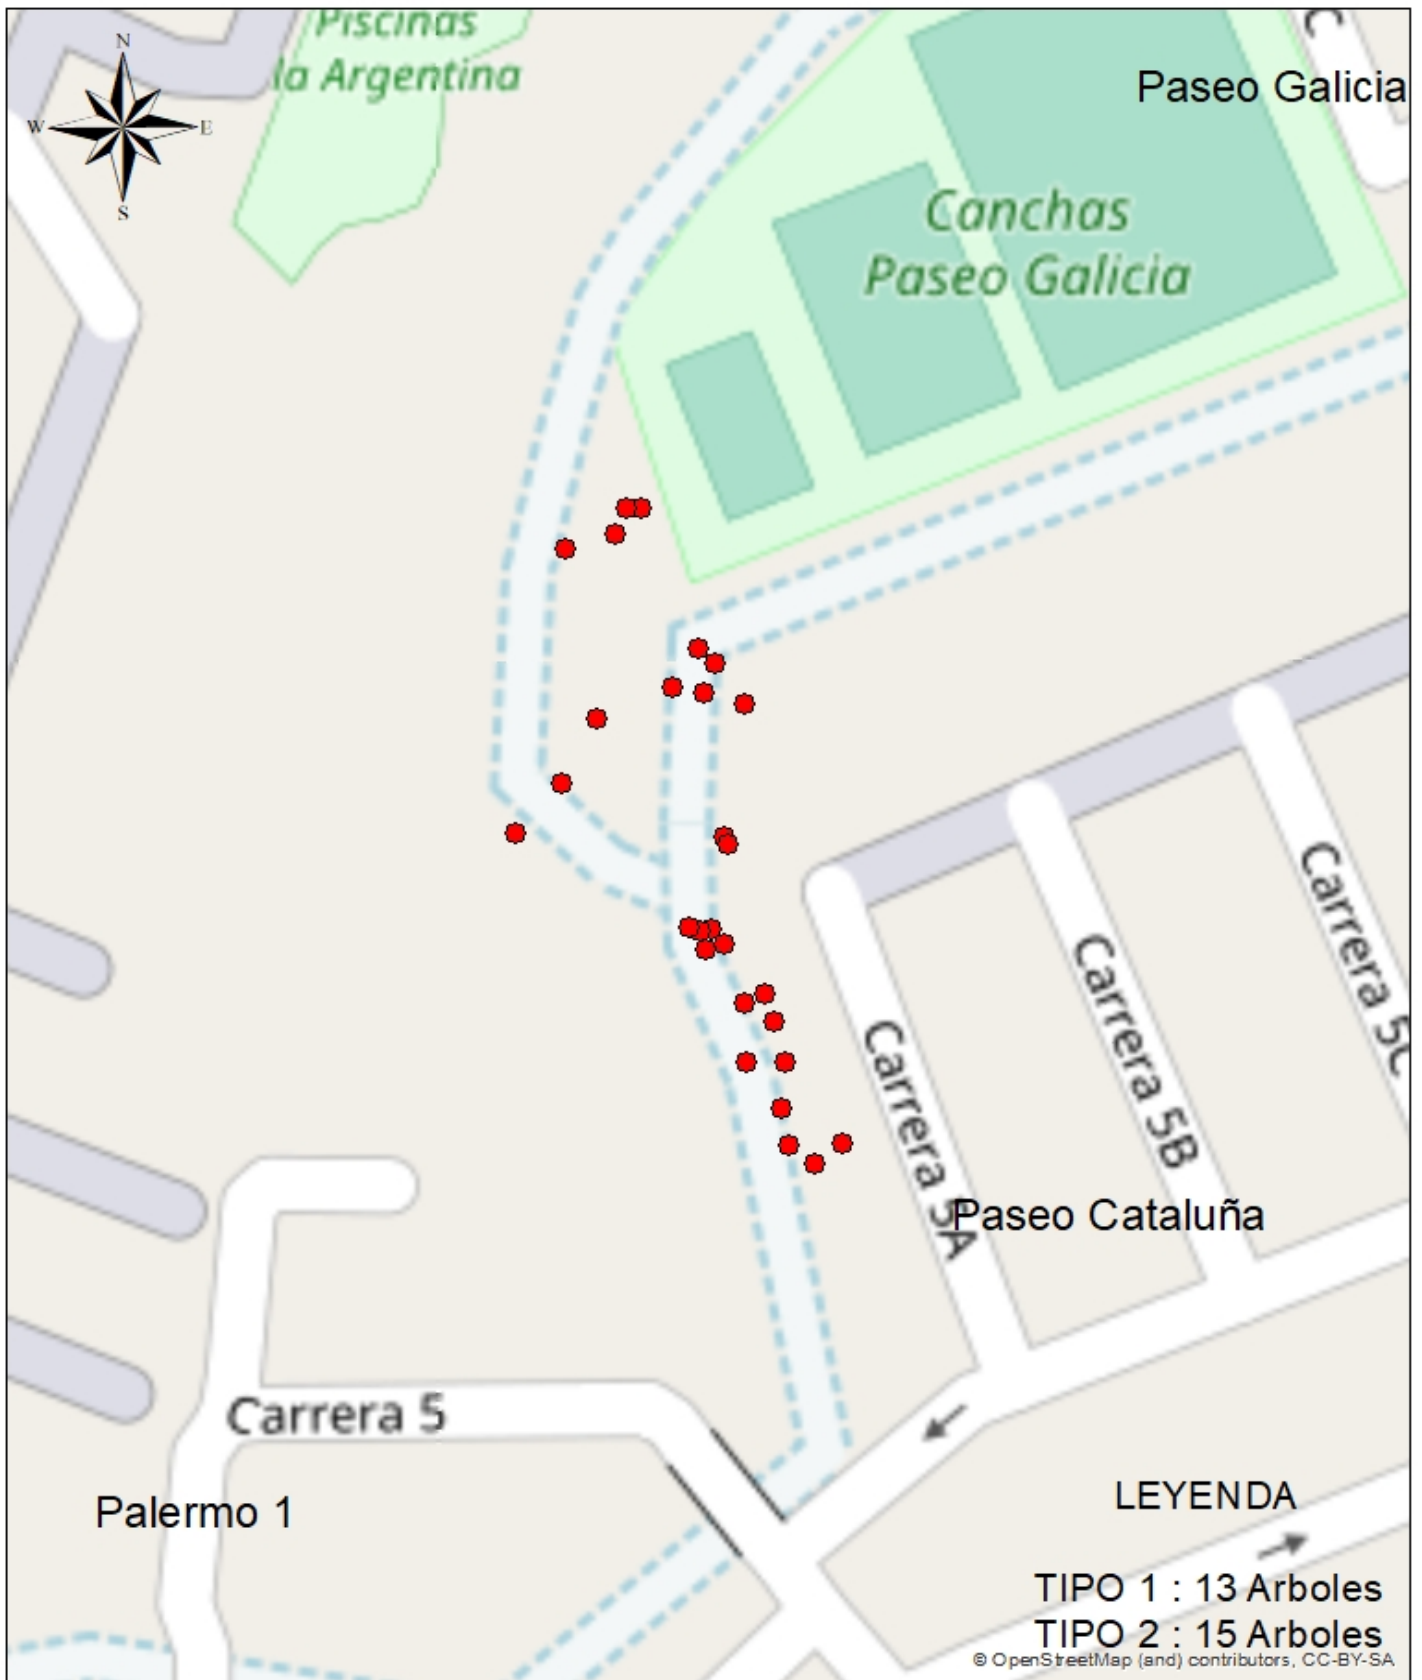 Piscinas
la Argentina
N
W
E
S
C
Paseo Galicia
Canchas
Paseo Galicia
Carrera 5C
Carrera 5B
Carrera 5A
Paseo Cataluña
Carrera 5
Palermo 1
LEYENDA
TIPO 1 : 13 Arboles
TIPO 2 : 15 Arboles
© OpenStreetMap (and) contributors, CC-BY-SA